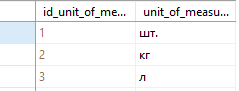 id_unit_of_me... unit_of_measu...
1 шт.
2 кг
3 л